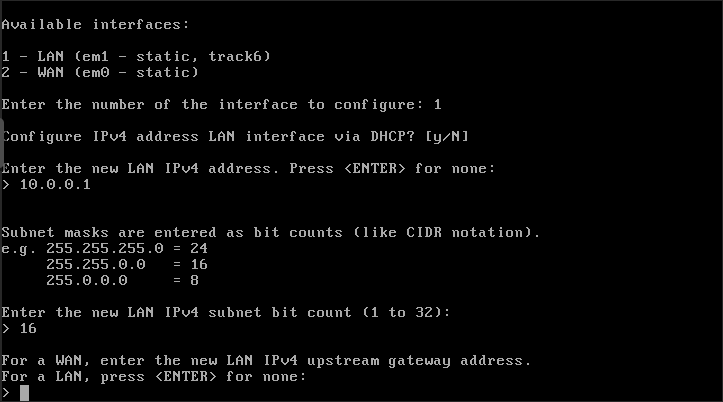 Available interfaces:
1 - LAN (em1 - static, track6)
2 - WAN (em0 - static)
Enter the number of the interface to configure: 1
Configure IPv4 address LAN interface via DHCP? [y/N]
Enter the new LAN IPv4 address. Press <ENTER> for none:
> 10.0.0.1
Subnet masks are entered as bit counts (like CIDR notation).
e.g. 255.255.255.0 = 24
     255.255.0.0   = 16
     255.0.0.0     = 8
Enter the new LAN IPv4 subnet bit count (1 to 32):
> 16
For a WAN, enter the new LAN IPv4 upstream gateway address.
For a LAN, press <ENTER> for none:
>